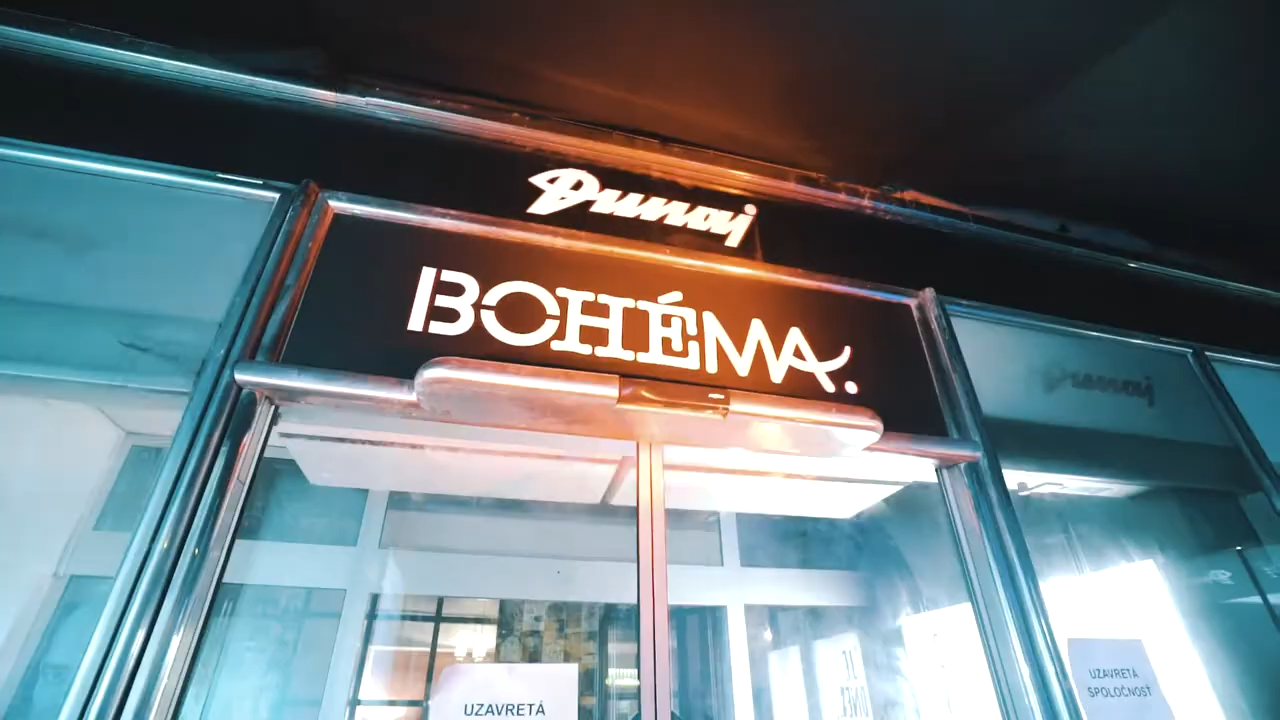 Dunaj
BOHÉMA.
UZAVRETÁ
UZAVRETÁ
SPOLOČNOSŤ